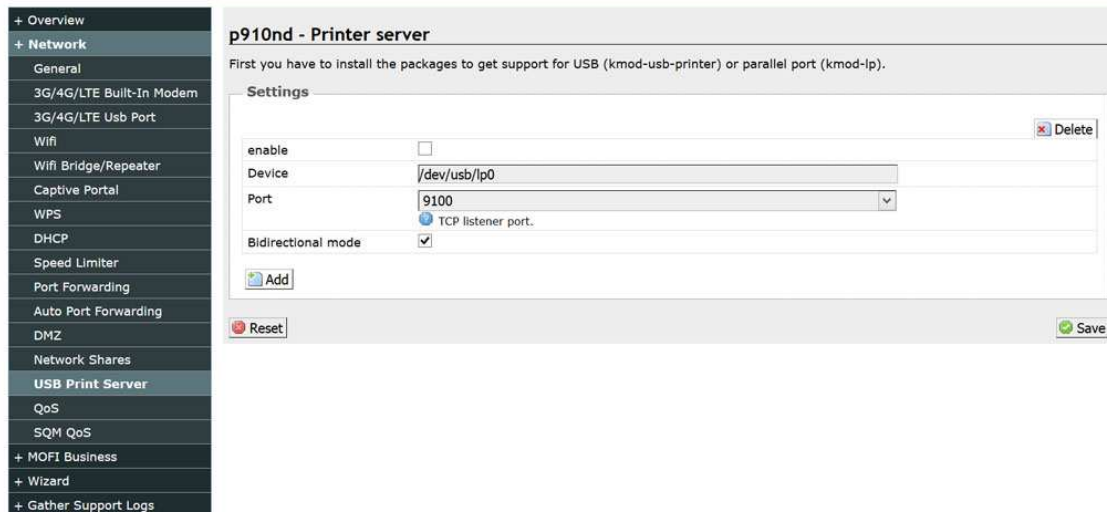 + Overview
+ Network
General
3G/4G/LTE Built-In Modem
3G/4G/LTE Usb Port
Wifi
Wifi Bridge/Repeater
Captive Portal
WPS
DHCP
Speed Limiter
Port Forwarding
Auto Port Forwarding
DMZ
Network Shares
USB Print Server
QoS
SQM QoS
+ MOFI Business
+ Wizard
+ Gather Support Logs
p910nd - Printer server
First you have to install the packages to get support for USB (kmod-usb-printer) or parallel port (kmod-lp).
Settings
Delete
enable
Device /dev/usb/lp0
Port 9100
TCP listener port.
Bidirectional mode
Add
Reset Save